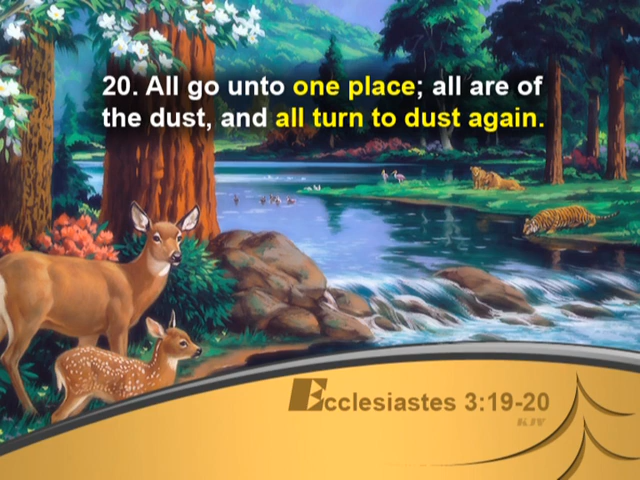 20. All go unto one place; all are of
the dust, and all turn to dust again.
Ecclesiastes 3:19-20
KJV